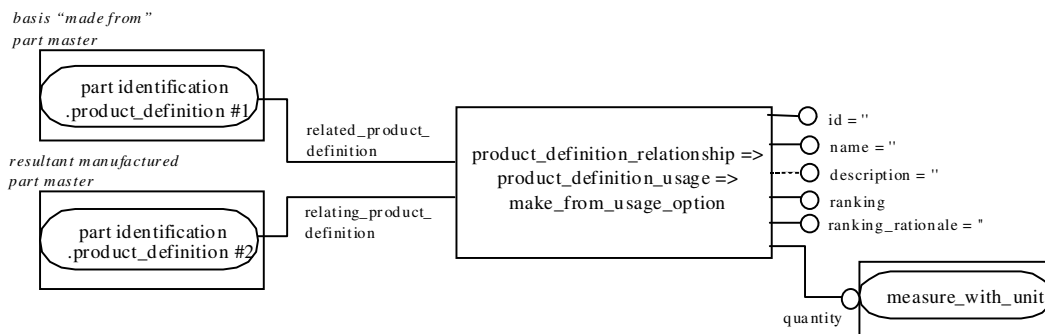 basis “made from”
part master
part identification
.product_definition #1
related_product_
definition
resultant manufactured
part master
part identification
.product_definition #2
relating_product_
definition
product_definition_relationship =>
product_definition_usage =>
make_from_usage_option
id = ''
name = ''
description = ''
ranking
ranking_rationale = "
quantity
measure_with_unit